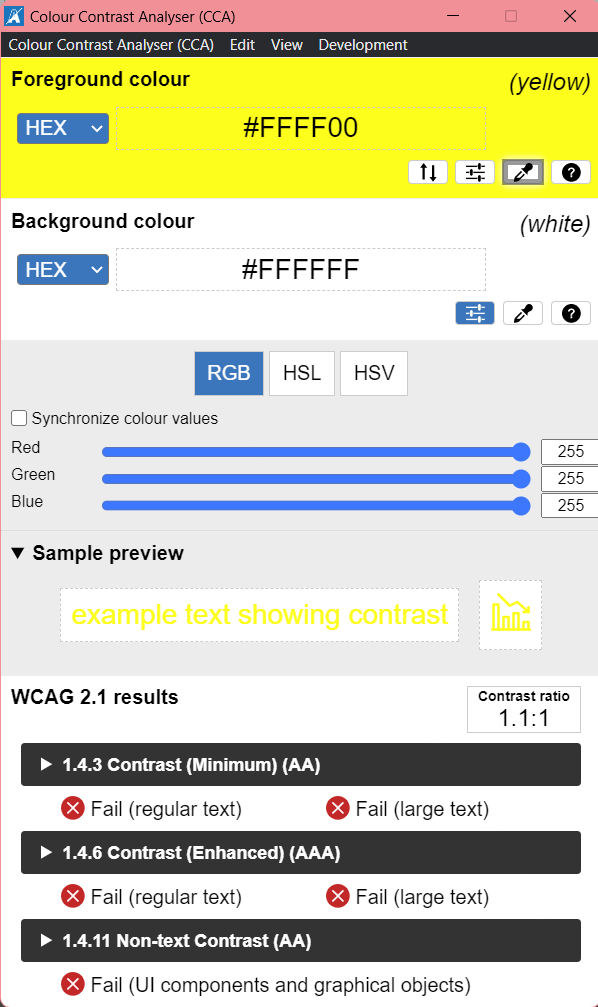 Colour Contrast Analyser (CCA)
Colour Contrast Analyser (CCA) Edit View Development
Foreground colour
(yellow)
HEX #FFFF00
Background colour
(white)
HEX #FFFFFF
RGB HSL HSV
Synchronize colour values
Red 255
Green 255
Blue 255
▼ Sample preview
example text showing contrast
WCAG 2.1 results
Contrast ratio
1.1:1
▶ 1.4.3 Contrast (Minimum) (AA)
Fail (regular text) Fail (large text)
▶ 1.4.6 Contrast (Enhanced) (AAA)
Fail (regular text) Fail (large text)
▶ 1.4.11 Non-text Contrast (AA)
Fail (UI components and graphical objects)